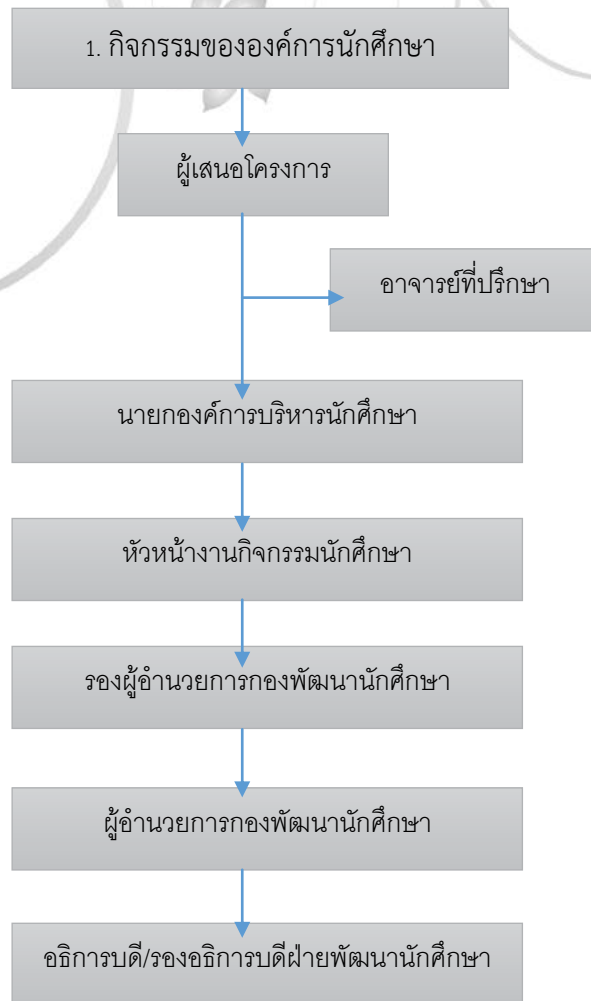 1. กิจกรรมขององค์การนักศึกษา
ผู้เสนอโครงการ
อาจารย์ที่ปรึกษา
นายกองค์การบริหารนักศึกษา
หัวหน้างานกิจกรรมนักศึกษา
รองผู้อำนวยการกองพัฒนานักศึกษา
ผู้อำนวยการกองพัฒนานักศึกษา
อธิการบดี/รองอธิการบดีฝ่ายพัฒนานักศึกษา